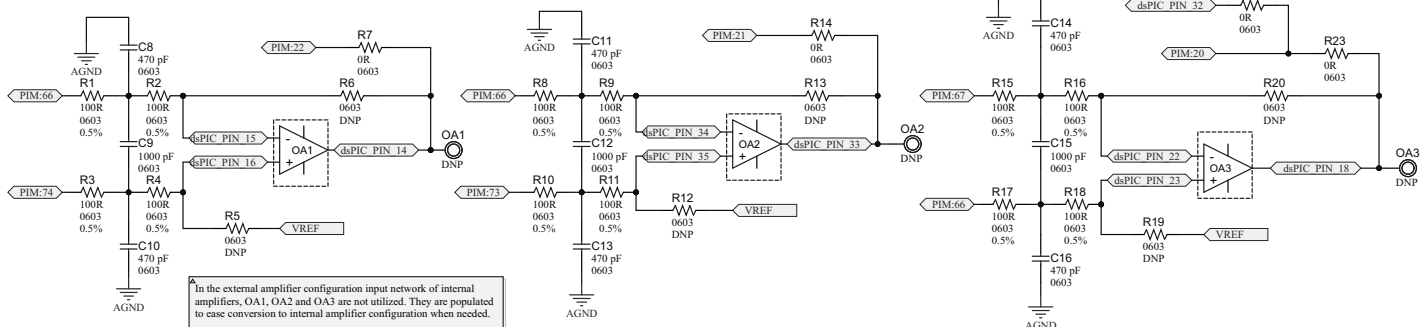 C8
470 pF
0603
AGND
PIM:22
R7
0R
0603
PIM:66
R1
100R
0603
0.5%
R2
100R
0603
0.5%
R6
0603
DNP
C9
1000 pF
0603
dsPIC_PIN_15
dsPIC_PIN_16
-
+
OA1
dsPIC_PIN_14
OA1
DNP
PIM:74
R3
100R
0603
0.5%
R4
100R
0603
0.5%
R5
0603
DNP
VREF
C10
470 pF
0603
AGND
In the external amplifier configuration input network of internal
amplifiers, OA1, OA2 and OA3 are not utilized. They are populated
to ease conversion to internal amplifier configuration when needed.
AGND
C11
470 pF
0603
PIM:21
R14
0R
0603
PIM:66
R8
100R
0603
0.5%
R9
100R
0603
0.5%
R13
0603
DNP
C12
1000 pF
0603
dsPIC_PIN_34
dsPIC_PIN_35
-
+
OA2
dsPIC_PIN_33
OA2
DNP
PIM:73
R10
100R
0603
0.5%
R11
100R
0603
0.5%
R12
0603
DNP
VREF
C13
470 pF
0603
AGND
AGND
C14
470 pF
0603
dsPIC_PIN_32
0R
0603
PIM:20
R23
0R
0603
PIM:67
R15
100R
0603
0.5%
R16
100R
0603
0.5%
R20
0603
DNP
C15
1000 pF
0603
dsPIC_PIN_22
dsPIC_PIN_23
-
+
OA3
dsPIC_PIN_18
OA3
DNP
PIM:66
R17
100R
0603
0.5%
R18
100R
0603
0.5%
R19
0603
DNP
VREF
C16
470 pF
0603
AGND